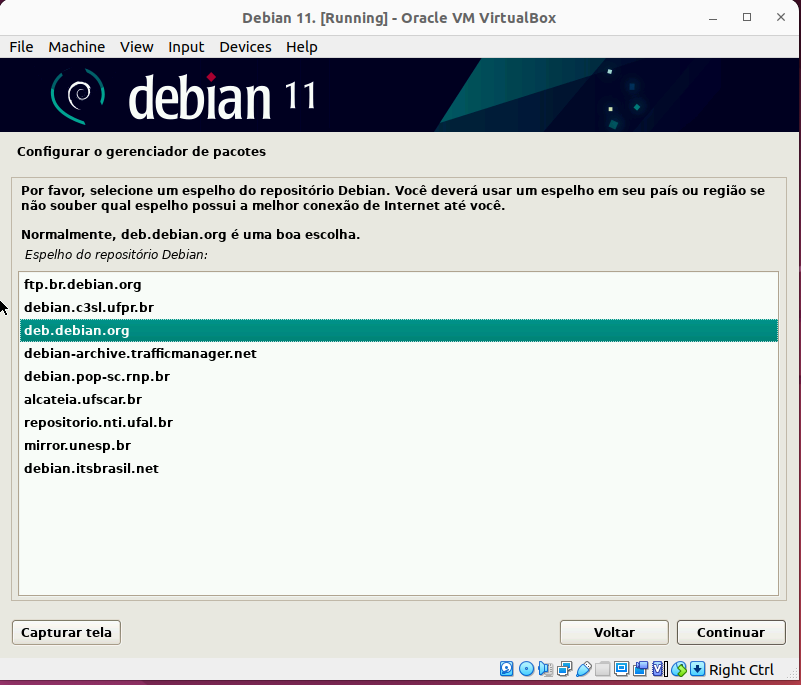 Debian 11. [Running] - Oracle VM VirtualBox
File Machine View Input Devices Help
debian 11
Configurar o gerenciador de pacotes
Por favor, selecione um espelho do repositório Debian. Você deverá usar um espelho em seu país ou região se
não souber qual espelho possui a melhor conexão de Internet até você.
Normalmente, deb.debian.org é uma boa escolha.
Espelho do repositório Debian:
ftp.br.debian.org
debian.c3sl.ufpr.br
deb.debian.org
debian-archive.trafficmanager.net
debian.pop-sc.rnp.br
alcateia.ufscar.br
repositorio.nti.ufal.br
mirror.unesp.br
debian.itsbrasil.net
Capturar tela Voltar Continuar
Right Ctrl